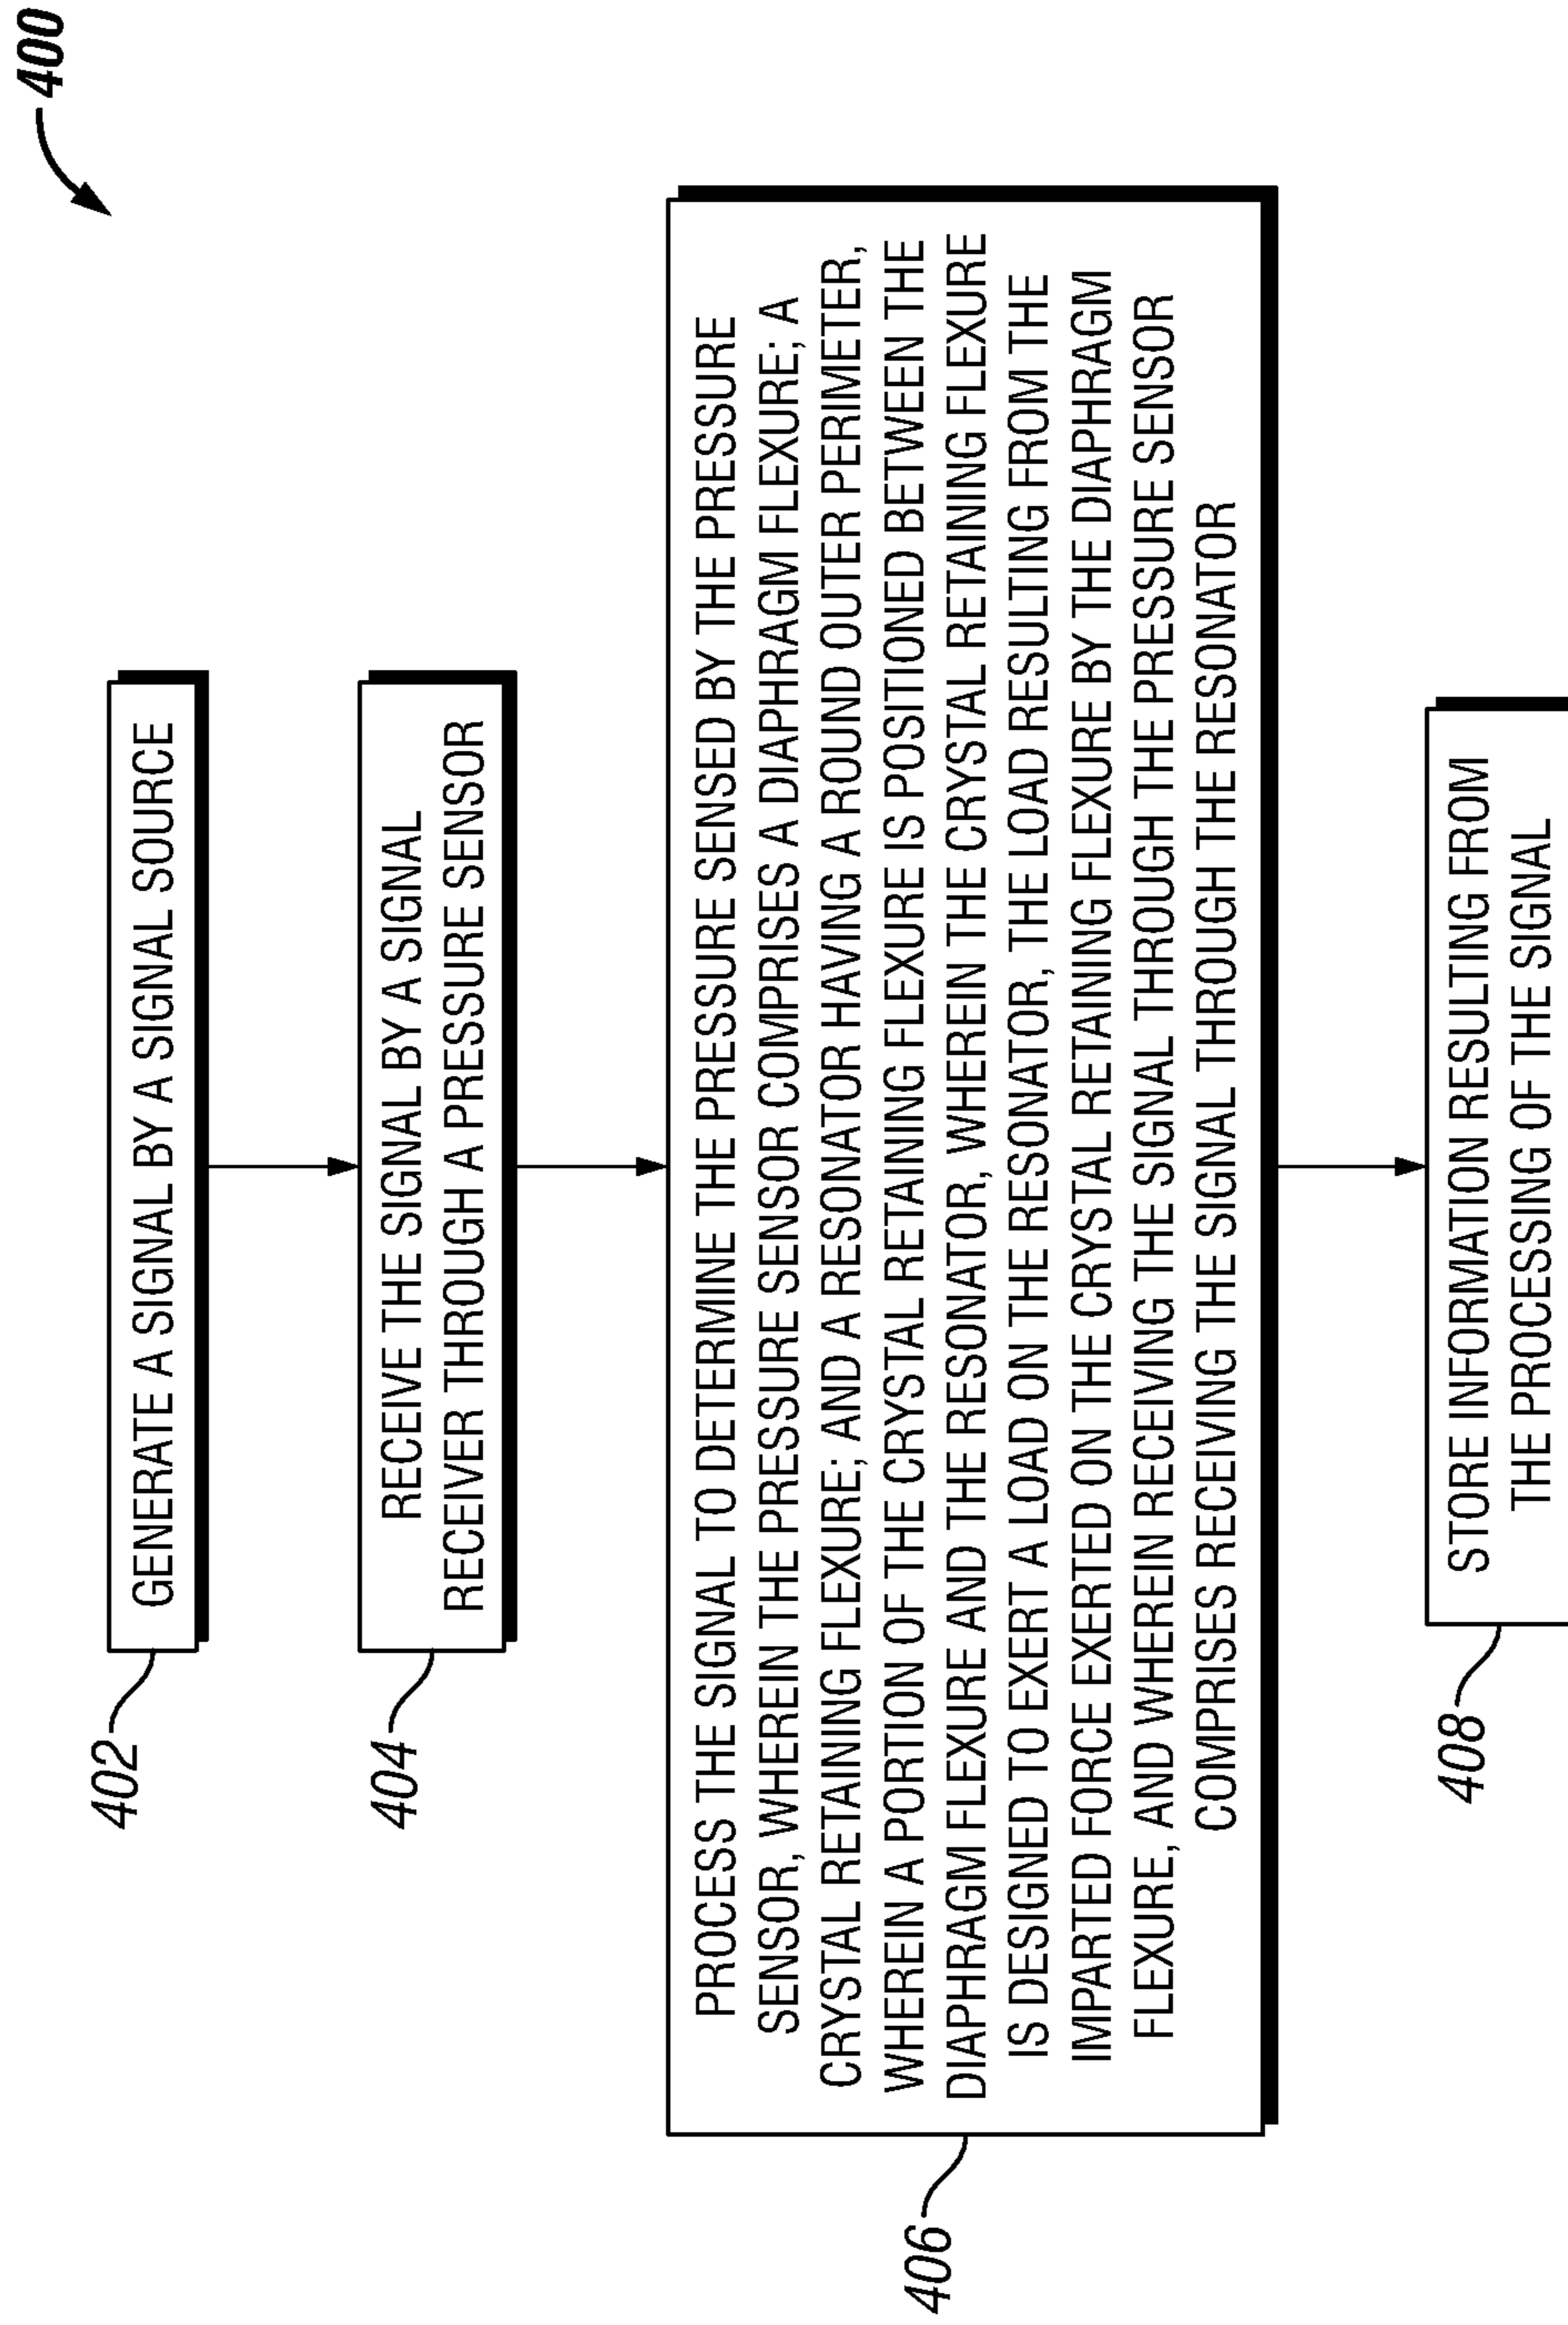 400
402
GENERATE A SIGNAL BY A SIGNAL SOURCE
404
RECEIVE THE SIGNAL BY A SIGNAL
RECEIVER THROUGH A PRESSURE SENSOR
406
PROCESS THE SIGNAL TO DETERMINE THE PRESSURE SENSED BY THE PRESSURE
SENSOR, WHEREIN THE PRESSURE SENSOR COMPRISES A DIAPHRAGM FLEXURE; A
CRYSTAL RETAINING FLEXURE; AND A RESONATOR HAVING A ROUND OUTER PERIMETER,
WHEREIN A PORTION OF THE CRYSTAL RETAINING FLEXURE IS POSITIONED BETWEEN THE
DIAPHRAGM FLEXURE AND THE RESONATOR, WHEREIN THE CRYSTAL RETAINING FLEXURE
IS DESIGNED TO EXERT A LOAD ON THE RESONATOR, THE LOAD RESULTING FROM THE
IMPARTED FORCE EXERTED ON THE CRYSTAL RETAINING FLEXURE BY THE DIAPHRAGM
FLEXURE, AND WHEREIN RECEIVING THE SIGNAL THROUGH THE PRESSURE SENSOR
COMPRISES RECEIVING THE SIGNAL THROUGH THE RESONATOR
408
STORE INFORMATION RESULTING FROM
THE PROCESSING OF THE SIGNAL